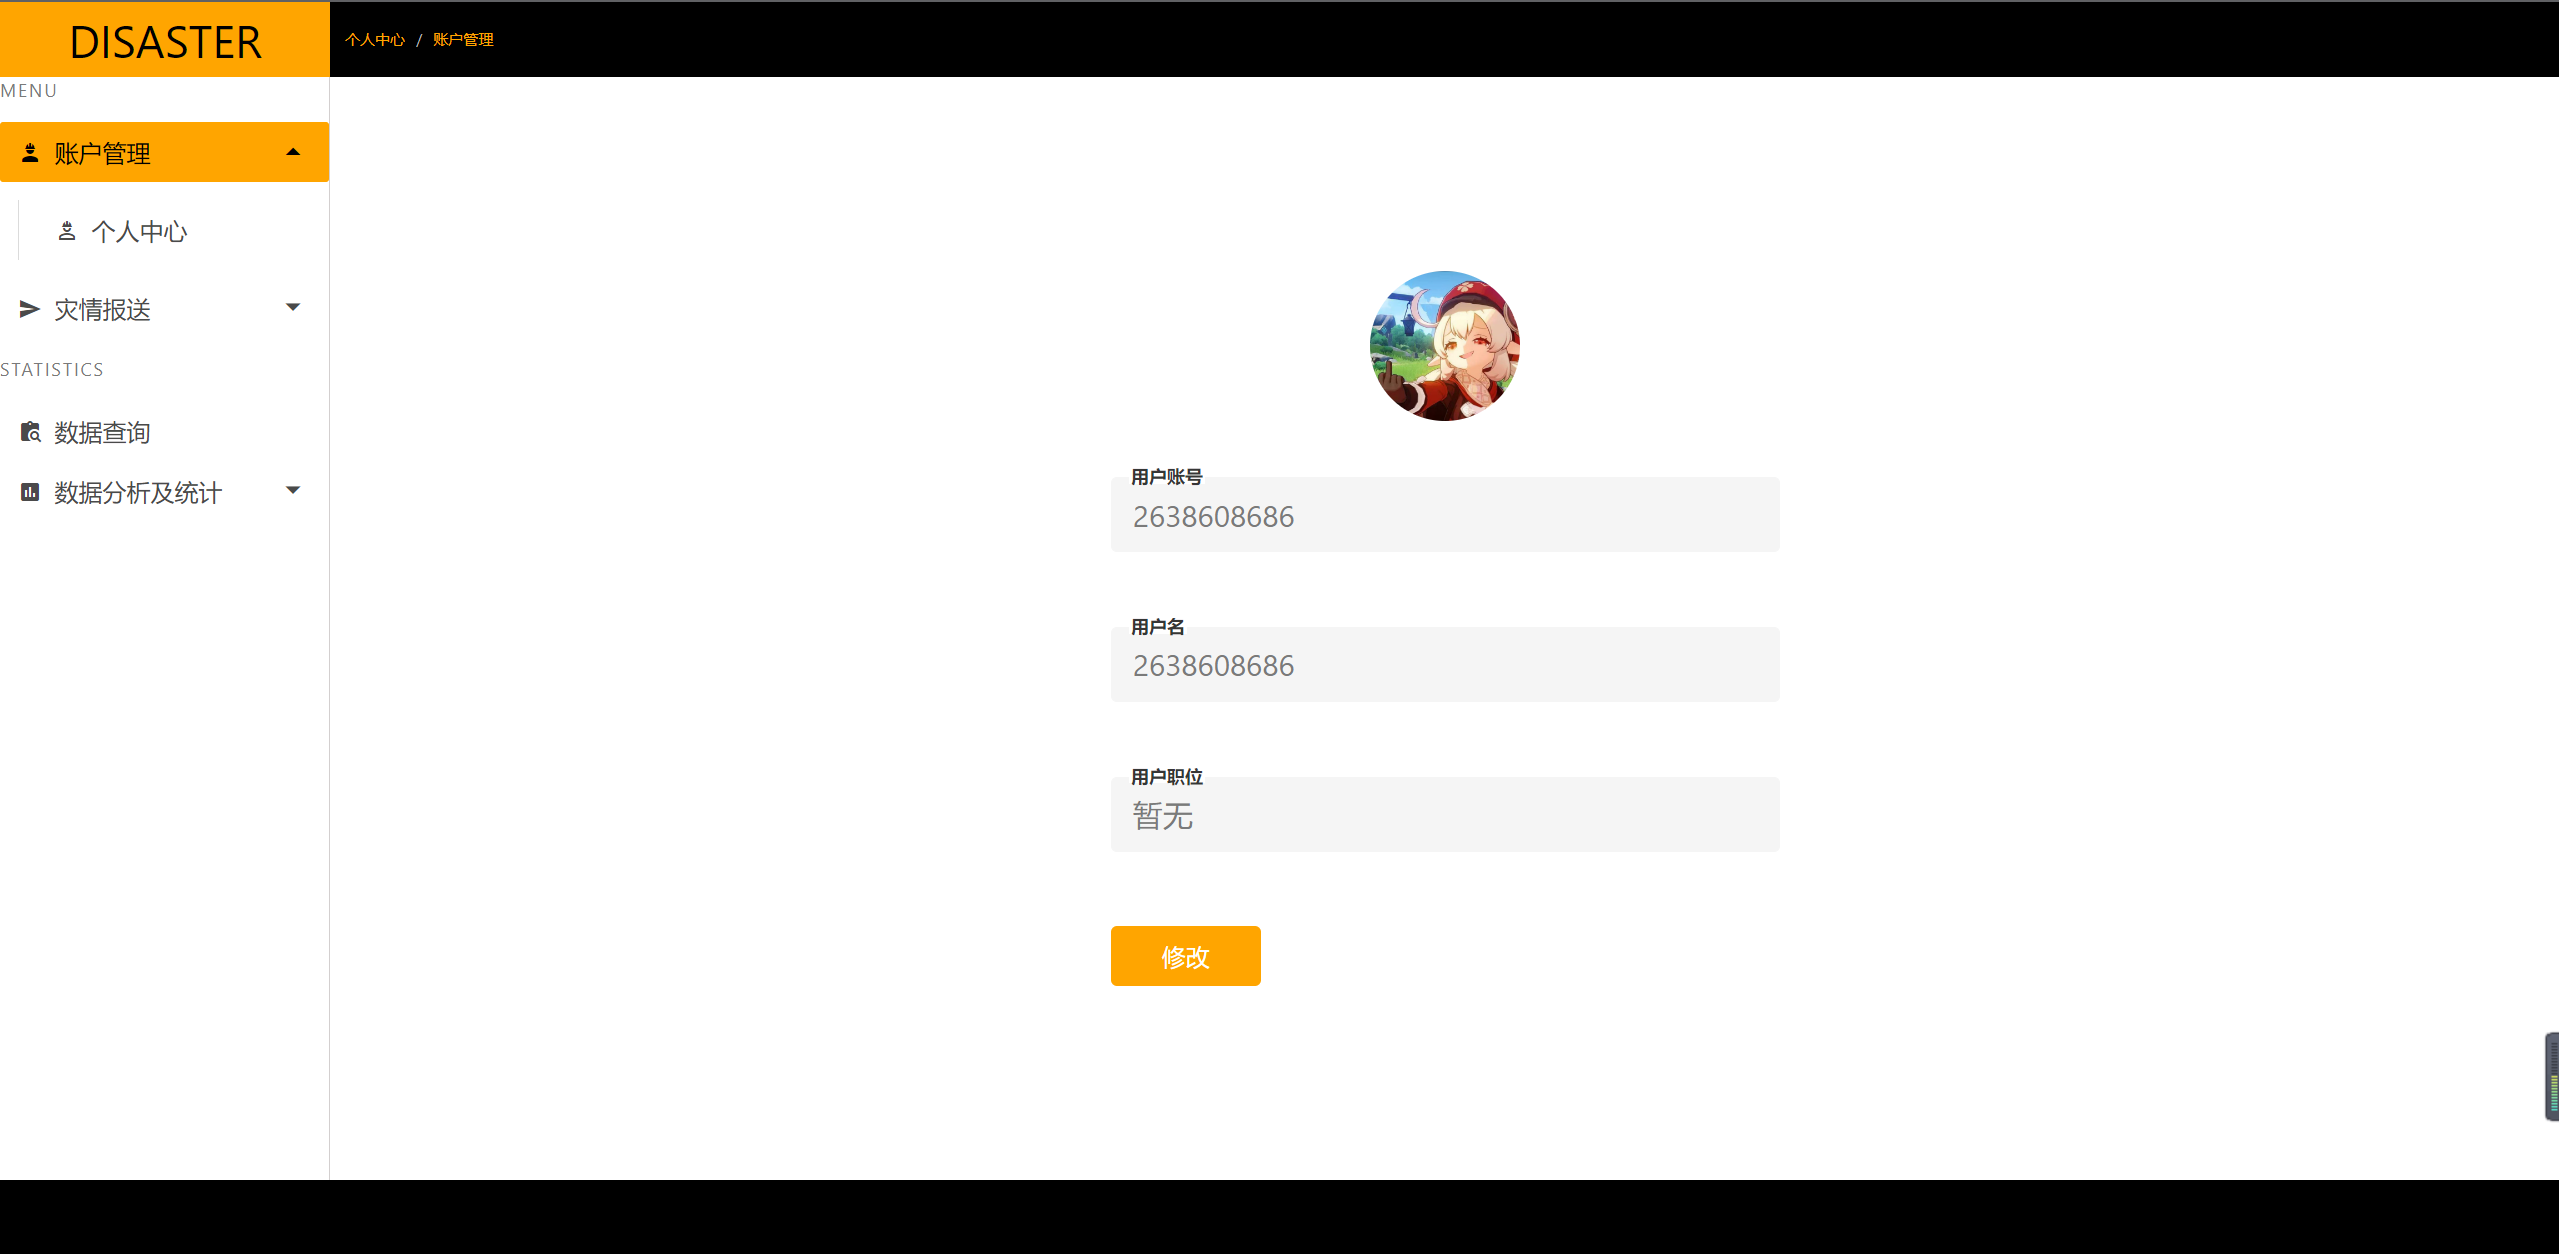 DISASTER
个人中心 / 账户管理
MENU
账户管理
个人中心
灾情报送
STATISTICS
数据查询
数据分析及统计
用户账号
2638608686
用户名
2638608686
用户职位
暂无
修改